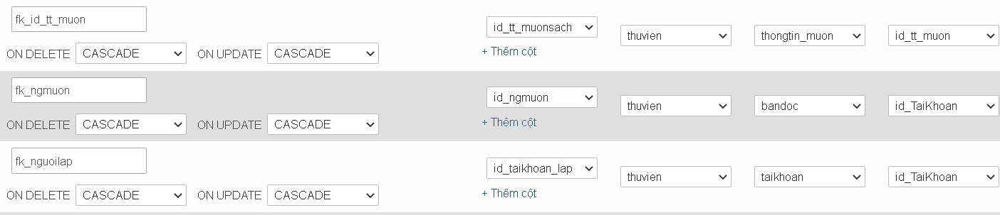 fk_id_tt_muon
id_tt_muonsach thuvien thongtin_muon id_tt_muon
ON DELETE CASCADE ON UPDATE CASCADE + Thêm cột
fk_ngmuon
id_ngmuon thuvien bandoc id_TaiKhoan
ON DELETE CASCADE ON UPDATE CASCADE + Thêm cột
fk_nguoilap
id_taikhoan_lap thuvien taikhoan id_TaiKhoan
ON DELETE CASCADE ON UPDATE CASCADE + Thêm cột